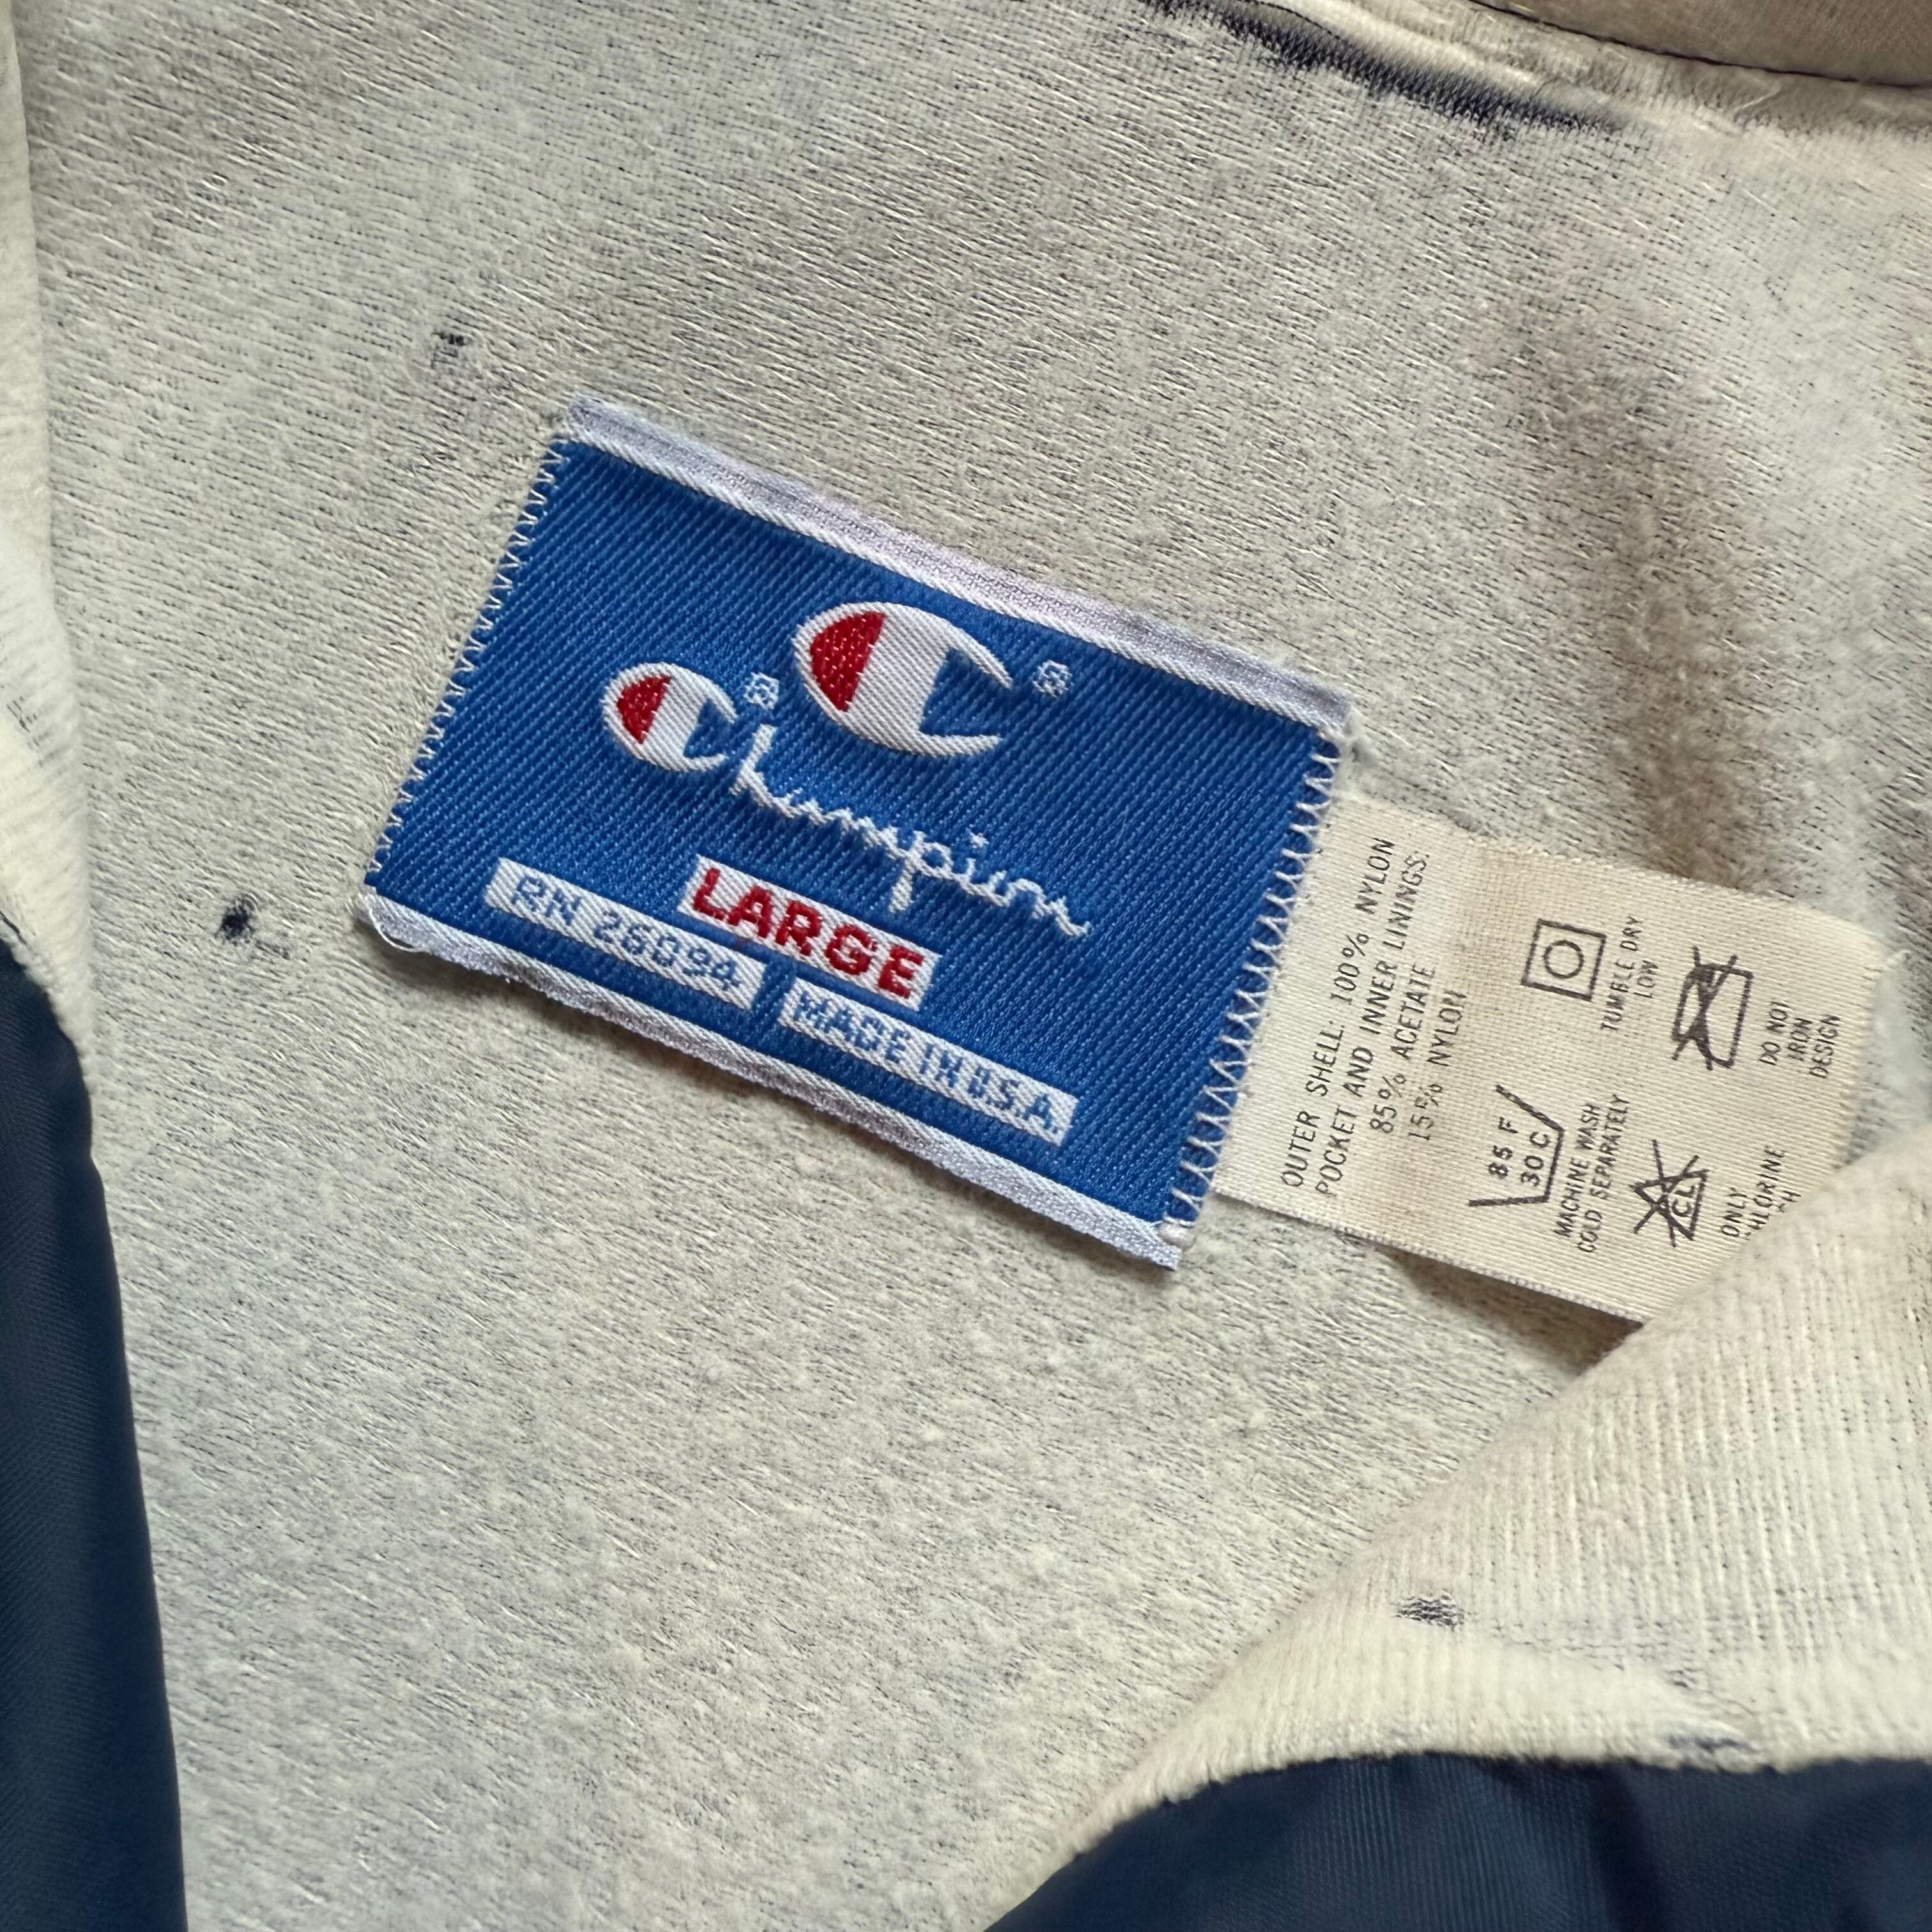 Champion
LARGE
RN 26094 MADE IN U.S.A.
OUTER SHELL: 100% NYLON
POCKET AND INNER LININGS:
85% ACETATE
15% NYLON
85 F
30 C
MACHINE WASH
COLD SEPARATELY
TUMBLE DRY
LOW
CL
ONLY
DO NOT
IRON
DESIGN